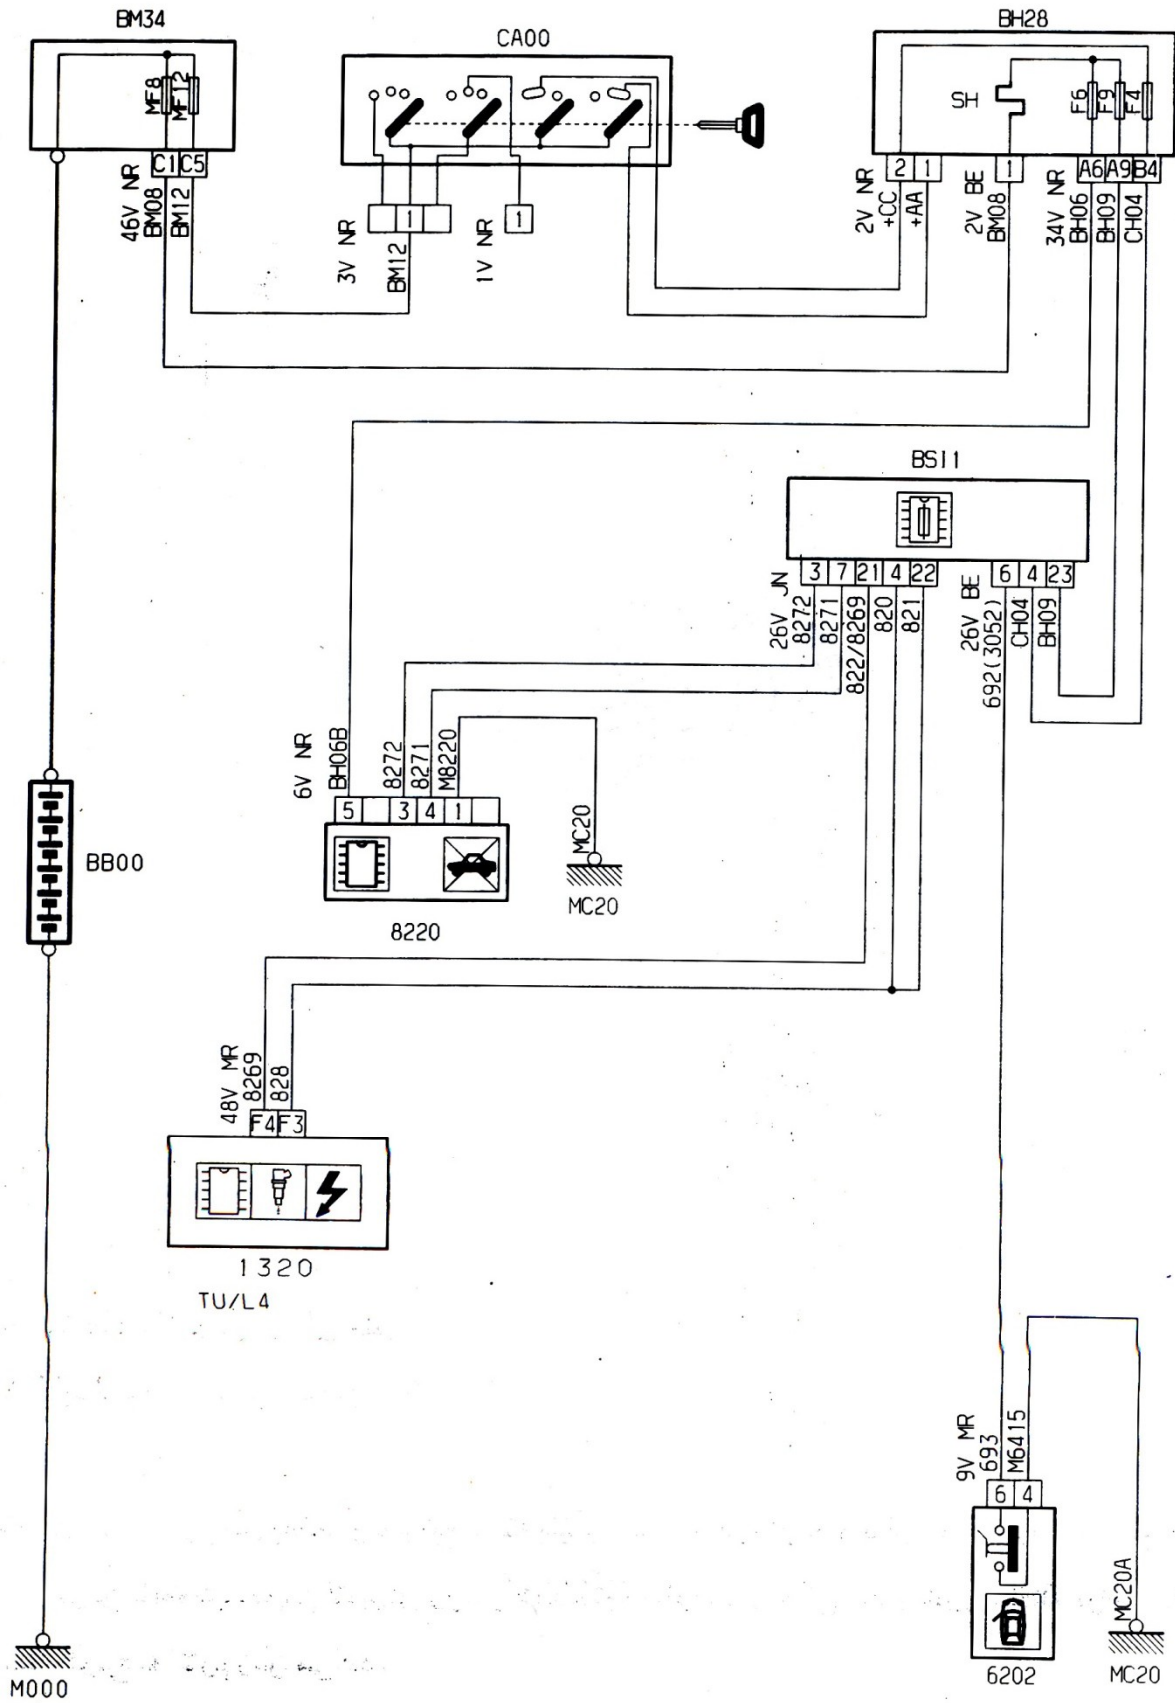 BM34
CA00
BH28
MF8
MF12
SH
F6
F9
F4
C1 C5
46V NR
BM08
BM12
1
3V NR
BM12
1
1V NR
2 1
2V NR
+CC
+AA
1
2V BE
BM08
A6 A9 B4
34V NR
BH06
BH09
CH04
BSI1
3 7 21 4 22
26V JN
8272
8271
822/8269
820
821
6 4 23
26V BE
692(3052)
CH04
BH09
6V NR
BH06B
8272
8271
M8220
5 3 4 1
8220
MC20
MC20
BB00
48V MR
8269
828
F4 F3
1320
TU/L4
9V MR
693
M6415
6 4
6202
MC20A
MC20
M000